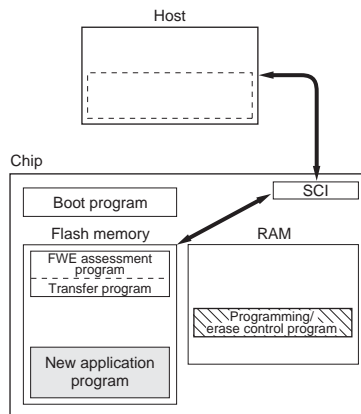 Host
Chip
SCI
Boot program
Flash memory
RAM
FWE assessment
program
Transfer program
Programming/
erase control program
New application
program